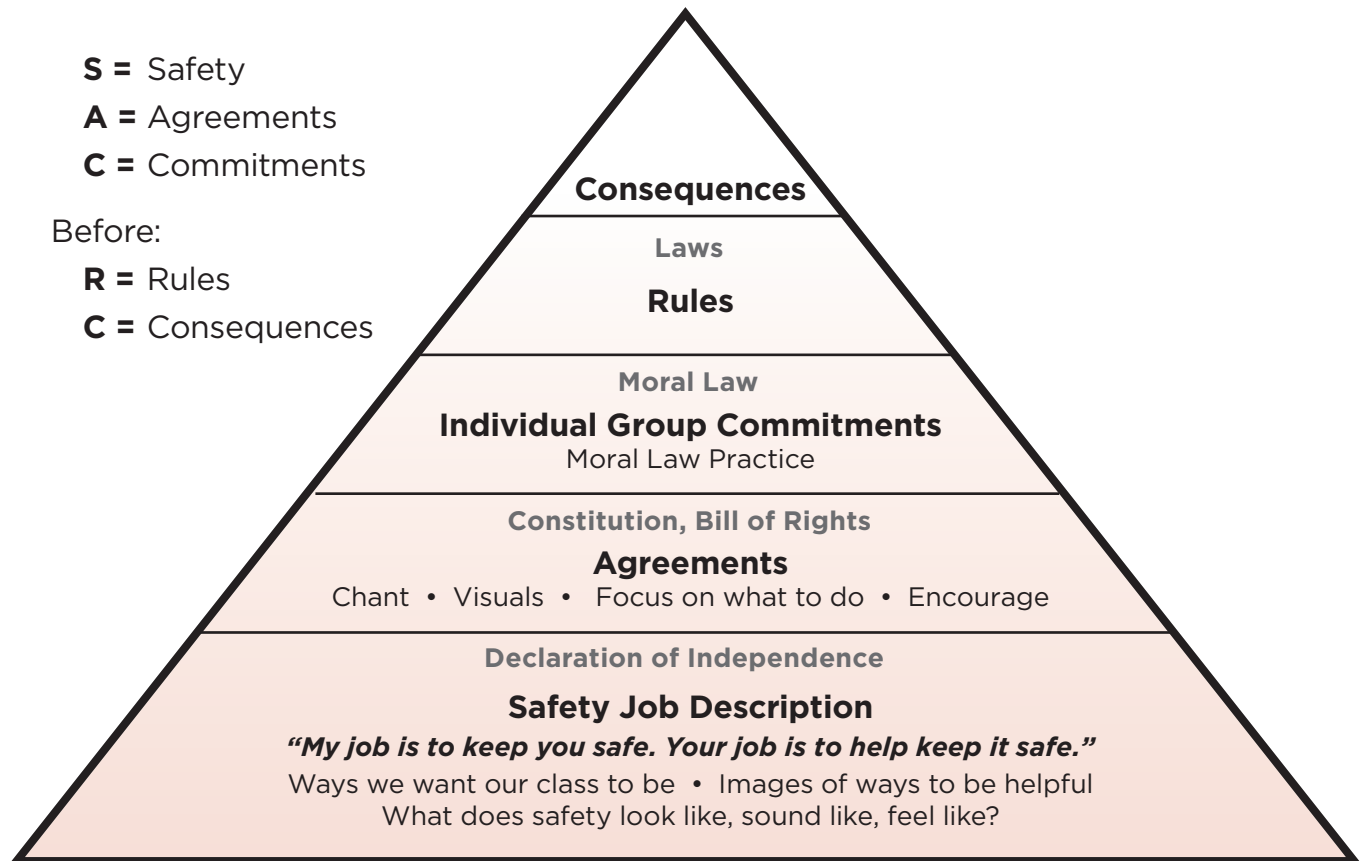 S = Safety
A = Agreements
C = Commitments
Before:
R = Rules
C = Consequences
Consequences
Laws
Rules
Moral Law
Individual Group Commitments
Moral Law Practice
Constitution, Bill of Rights
Agreements
Chant • Visuals • Focus on what to do • Encourage
Declaration of Independence
Safety Job Description
“My job is to keep you safe. Your job is to help keep it safe.”
Ways we want our class to be • Images of ways to be helpful
What does safety look like, sound like, feel like?